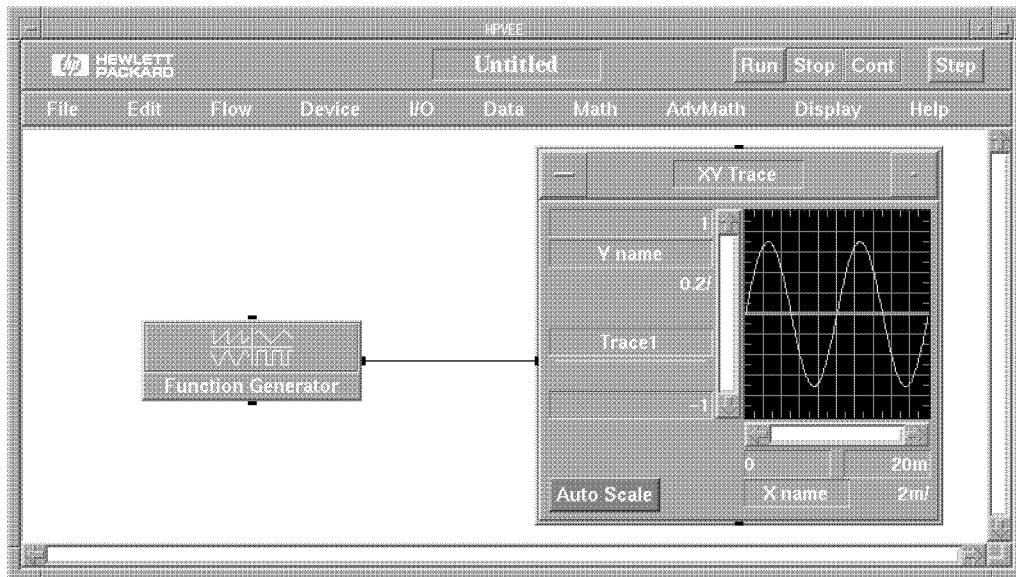 HPVEE
hp HEWLETT PACKARD
Untitled
Run Stop Cont Step
File Edit Flow Device I/O Data Math AdvMath Display Help
XY Trace
1
Y name
0.2/
Trace1
-1
Function Generator
0 20m
Auto Scale X name 2m/